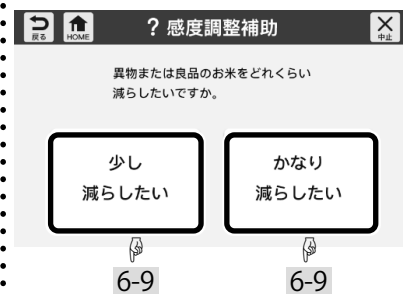 戻る HOME ? 感度調整補助 中止
異物または良品のお米をどれくらい
減らしたいですか。
少し
減らしたい
かなり
減らしたい
6-9 6-9